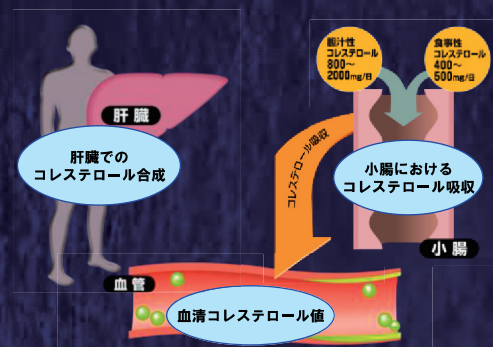 胆汁性
コレステロール
800～
2000mg/日
食事性
コレステロール
400～
500mg/日
肝臓
肝臓での
コレステロール合成
コレステロール吸収
小腸における
コレステロール吸収
小腸
血管
血清コレステロール値